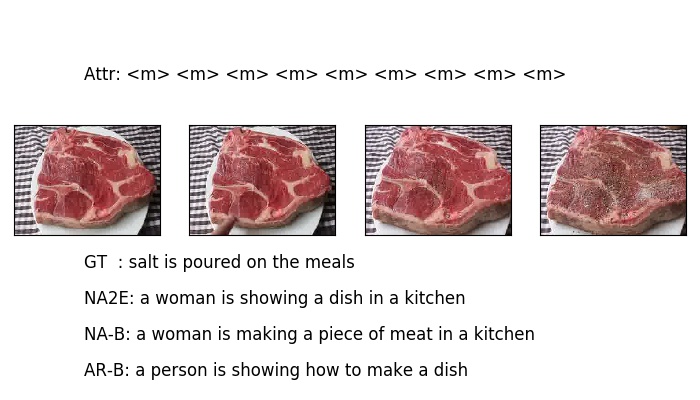 Attr: <m> <m> <m> <m> <m> <m> <m> <m> <m>
GT  : salt is poured on the meals
NA2E: a woman is showing a dish in a kitchen
NA-B: a woman is making a piece of meat in a kitchen
AR-B: a person is showing how to make a dish